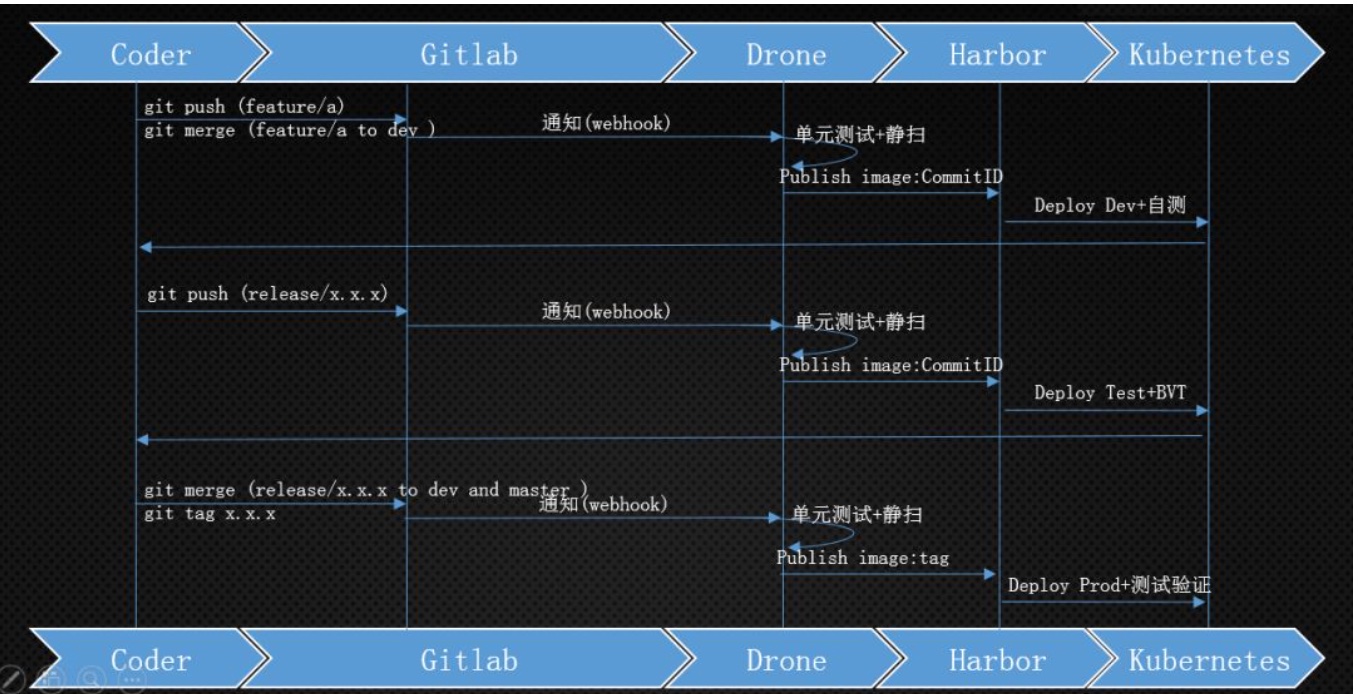 Coder
Gitlab
Drone
Harbor
Kubernetes
git push (feature/a)
git merge (feature/a to dev )
通知(webhook)
单元测试+静扫
Publish image:CommitID
Deploy Dev+自测
git push (release/x.x.x)
通知(webhook)
单元测试+静扫
Publish image:CommitID
Deploy Test+BVT
git merge (release/x.x.x to dev and master )
git tag x.x.x
通知(webhook)
单元测试+静扫
Publish image:tag
Deploy Prod+测试验证
Coder
Gitlab
Drone
Harbor
Kubernetes